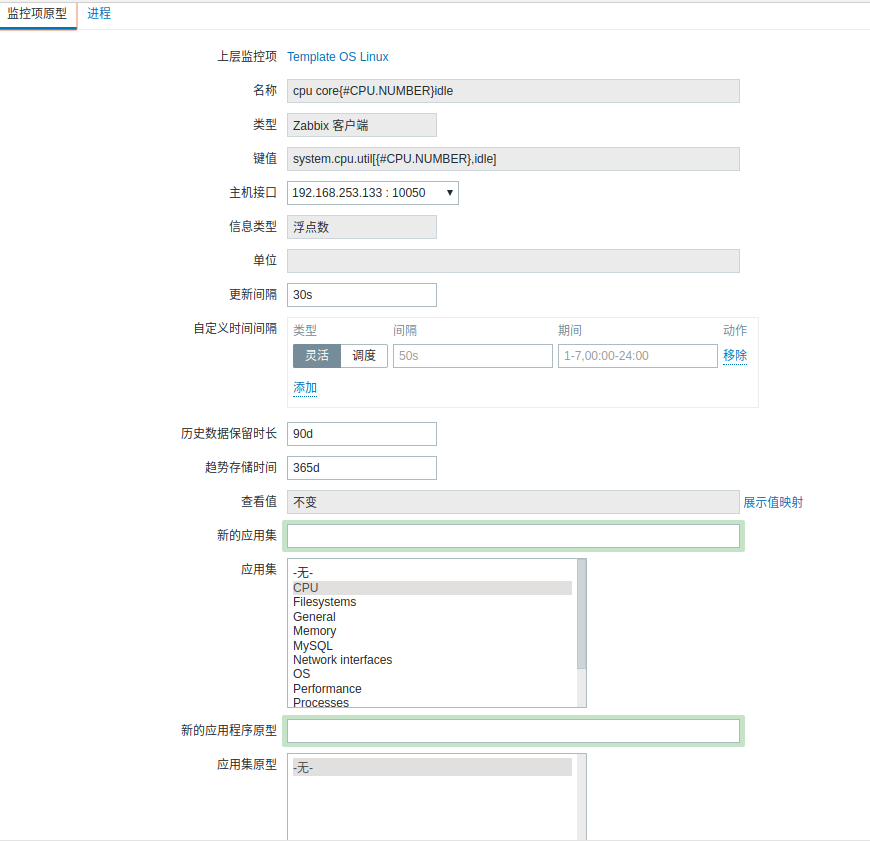 监控项原型 进程
上层监控项 Template OS Linux
名称 cpu core{#CPU.NUMBER}idle
类型 Zabbix 客户端
键值 system.cpu.util[{#CPU.NUMBER},idle]
主机接口 192.168.253.133 : 10050
信息类型 浮点数
单位
更新间隔 30s
自定义时间间隔 类型 间隔 期间 动作
灵活 调度 50s 1-7,00:00-24:00 移除
添加
历史数据保留时长 90d
趋势存储时间 365d
查看值 不变 展示值映射
新的应用集
应用集 -无-
CPU
Filesystems
General
Memory
MySQL
Network interfaces
OS
Performance
Processes
新的应用程序原型
应用集原型 -无-